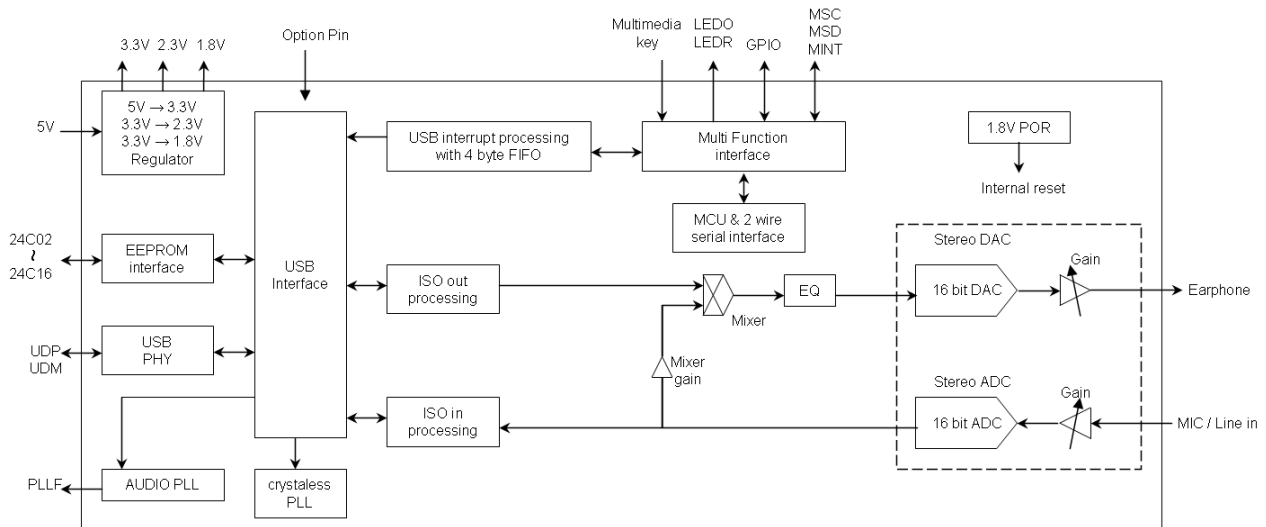 Multimedia
key
LEDO
LEDR
GPIO
MSC
MSD
MINT
3.3V 2.3V 1.8V
Option Pin
5V
5V → 3.3V
3.3V → 2.3V
3.3V → 1.8V
Regulator
USB interrupt processing
with 4 byte FIFO
Multi Function
interface
1.8V POR
Internal reset
MCU & 2 wire
serial interface
24C02
~
24C16
EEPROM
interface
USB
Interface
ISO out
processing
Mixer
EQ
Stereo DAC
16 bit DAC
Gain
Earphone
UDP
UDM
USB
PHY
Mixer
gain
ISO in
processing
Stereo ADC
16 bit ADC
Gain
MIC / Line in
PLLF
AUDIO PLL
crystaless
PLL